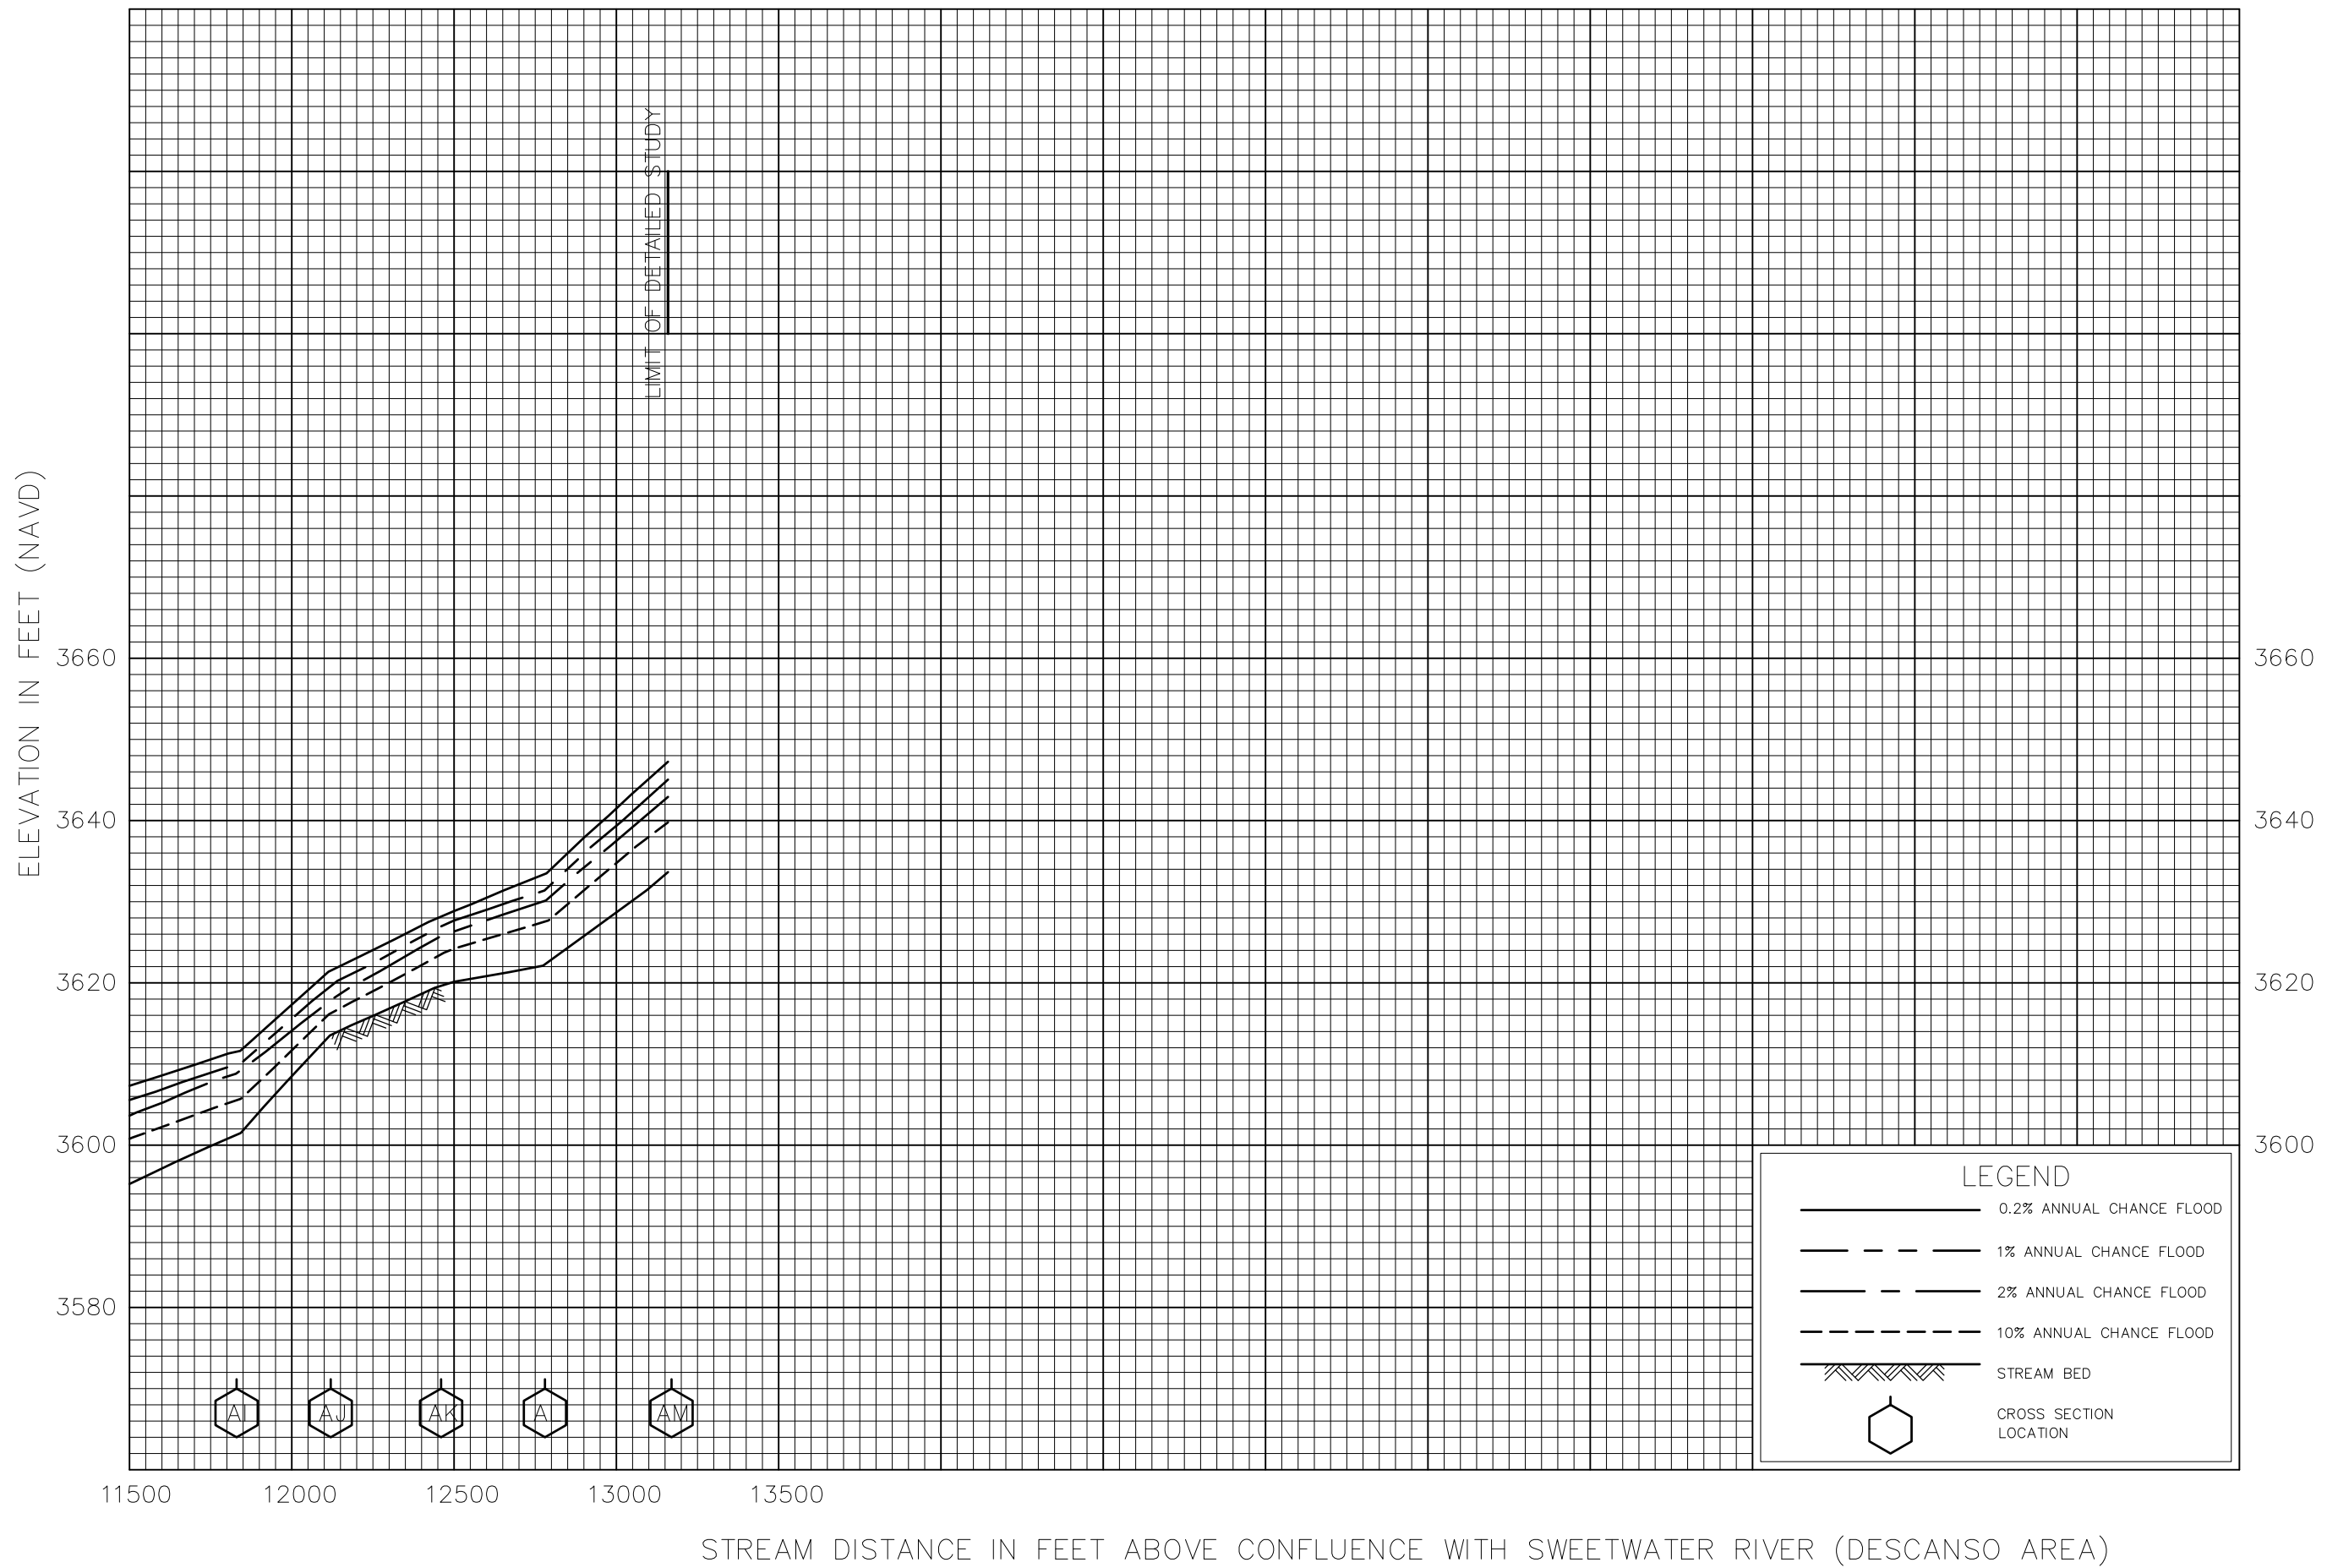 LIMIT OF DETAILED STUDY
ELEVATION IN FEET (NAVD)
3660
3660
3640
3640
3620
3620
3600
3600
3580
LEGEND
0.2% ANNUAL CHANCE FLOOD
1% ANNUAL CHANCE FLOOD
2% ANNUAL CHANCE FLOOD
10% ANNUAL CHANCE FLOOD
STREAM BED
CROSS SECTION
LOCATION
AI AJ AK AL AM
11500 12000 12500 13000 13500
STREAM DISTANCE IN FEET ABOVE CONFLUENCE WITH SWEETWATER RIVER (DESCANSO AREA)